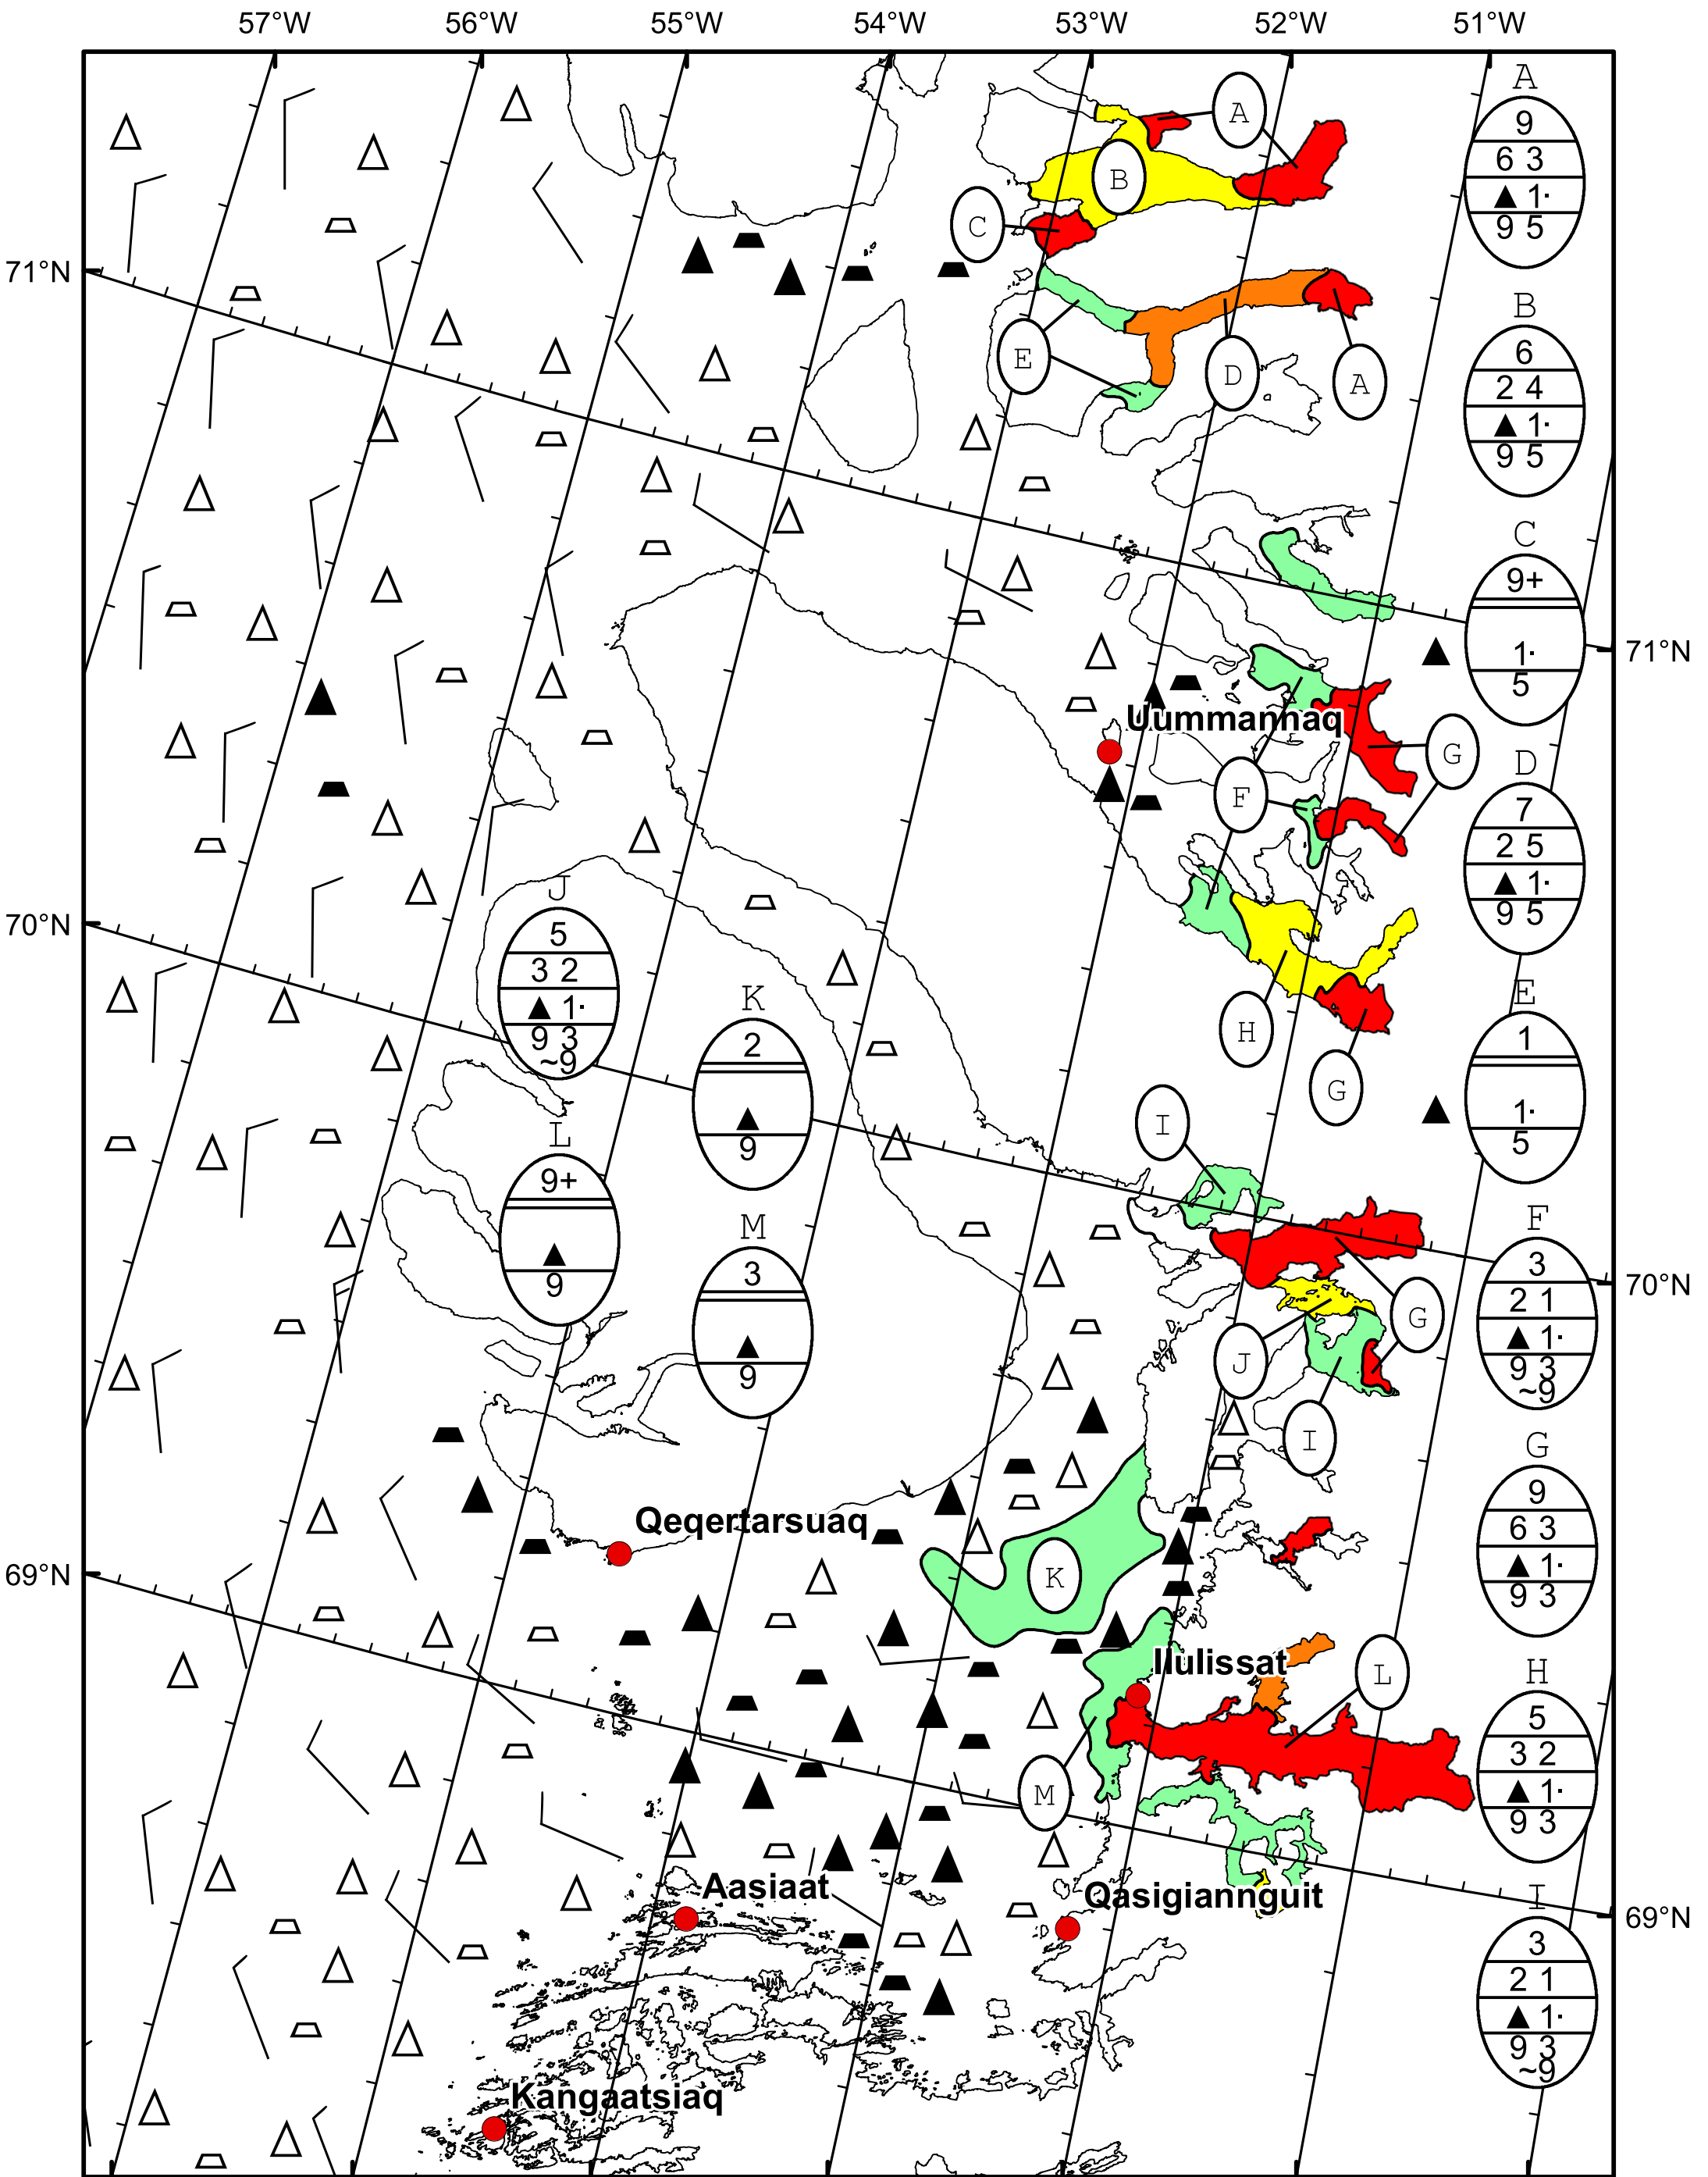 57°W 56°W 55°W 54°W 53°W 52°W 51°W
A
9
6 3
▲ 1·
9 5
A
B
C
71°N
B
6
2 4
▲ 1·
9 5
E
D
A
C
9+
1·
5
71°N
Uummannaq
G
F
D
7
2 5
▲ 1·
9 5
70°N
J
5
3 2
▲ 1·
9 3
~9
K
2
▲
9
H
G
E
1
1·
5
I
L
9+
▲
9
M
3
▲
9
F
3
2 1
▲ 1·
9 3
~9
70°N
G
J
I
G
9
6 3
▲ 1·
9 3
Qeqertarsuaq
69°N
K
Ilulissat
L
H
5
3 2
▲ 1·
9 3
M
Aasiaat
Qasigiannguit
69°N
I
3
2 1
▲ 1·
9 3
~9
Kangaatsiaq